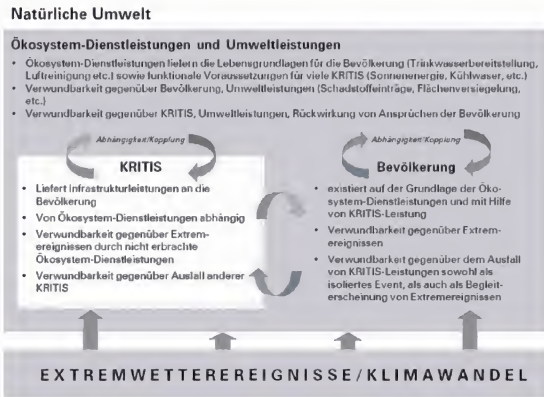 Natürliche Umwelt
Ökosystem-Dienstleistungen und Umweltleistungen
• Ökosystem-Dienstleistungen liefern die Lebensgrundlagen für die Bevölkerung (Trinkwasserbereitstellung,
Luftreinigung etc.) sowie funktionale Voraussetzungen für viele KRITIS (Sonnenenergie, Kühlwaser, etc.)
• Verwundbarkeit gegenüber Bevölkerung, Umweltleistungen (Schadstoffeinträge, Flächenversiegelung,
etc.)
• Verwundbarkeit gegenüber KRITIS, Umweltleistungen, Rückwirkung von Ansprüchen der Bevölkerung
Abhängigkeit/Kopplung
KRITIS
• Liefert Infrastrukturleistungen an die
Bevölkerung
• Von Ökosystem-Dienstleistungen abhängig
• Verwundbarkeit gegenüber Extrem-
ereignissen durch nicht erbrachte
Ökosystem-Dienstleistungen
• Verwundbarkeit gegenüber Ausfall anderer
KRITIS
Abhängigkeit/Kopplung
Bevölkerung
• existiert auf der Grundlage der Öko-
system-Dienstleistungen und mit Hilfe
von KRITIS-Leistung
• Verwundbarkeit gegenüber Extrem-
ereignissen
• Verwundbarkeit gegenüber dem Ausfall
von KRITIS-Leistungen sowohl als
isoliertes Event, als auch als Begleit-
erscheinung von Extremereignissen
EXTREMWETTEREREIGNISSE/KLIMAWANDEL